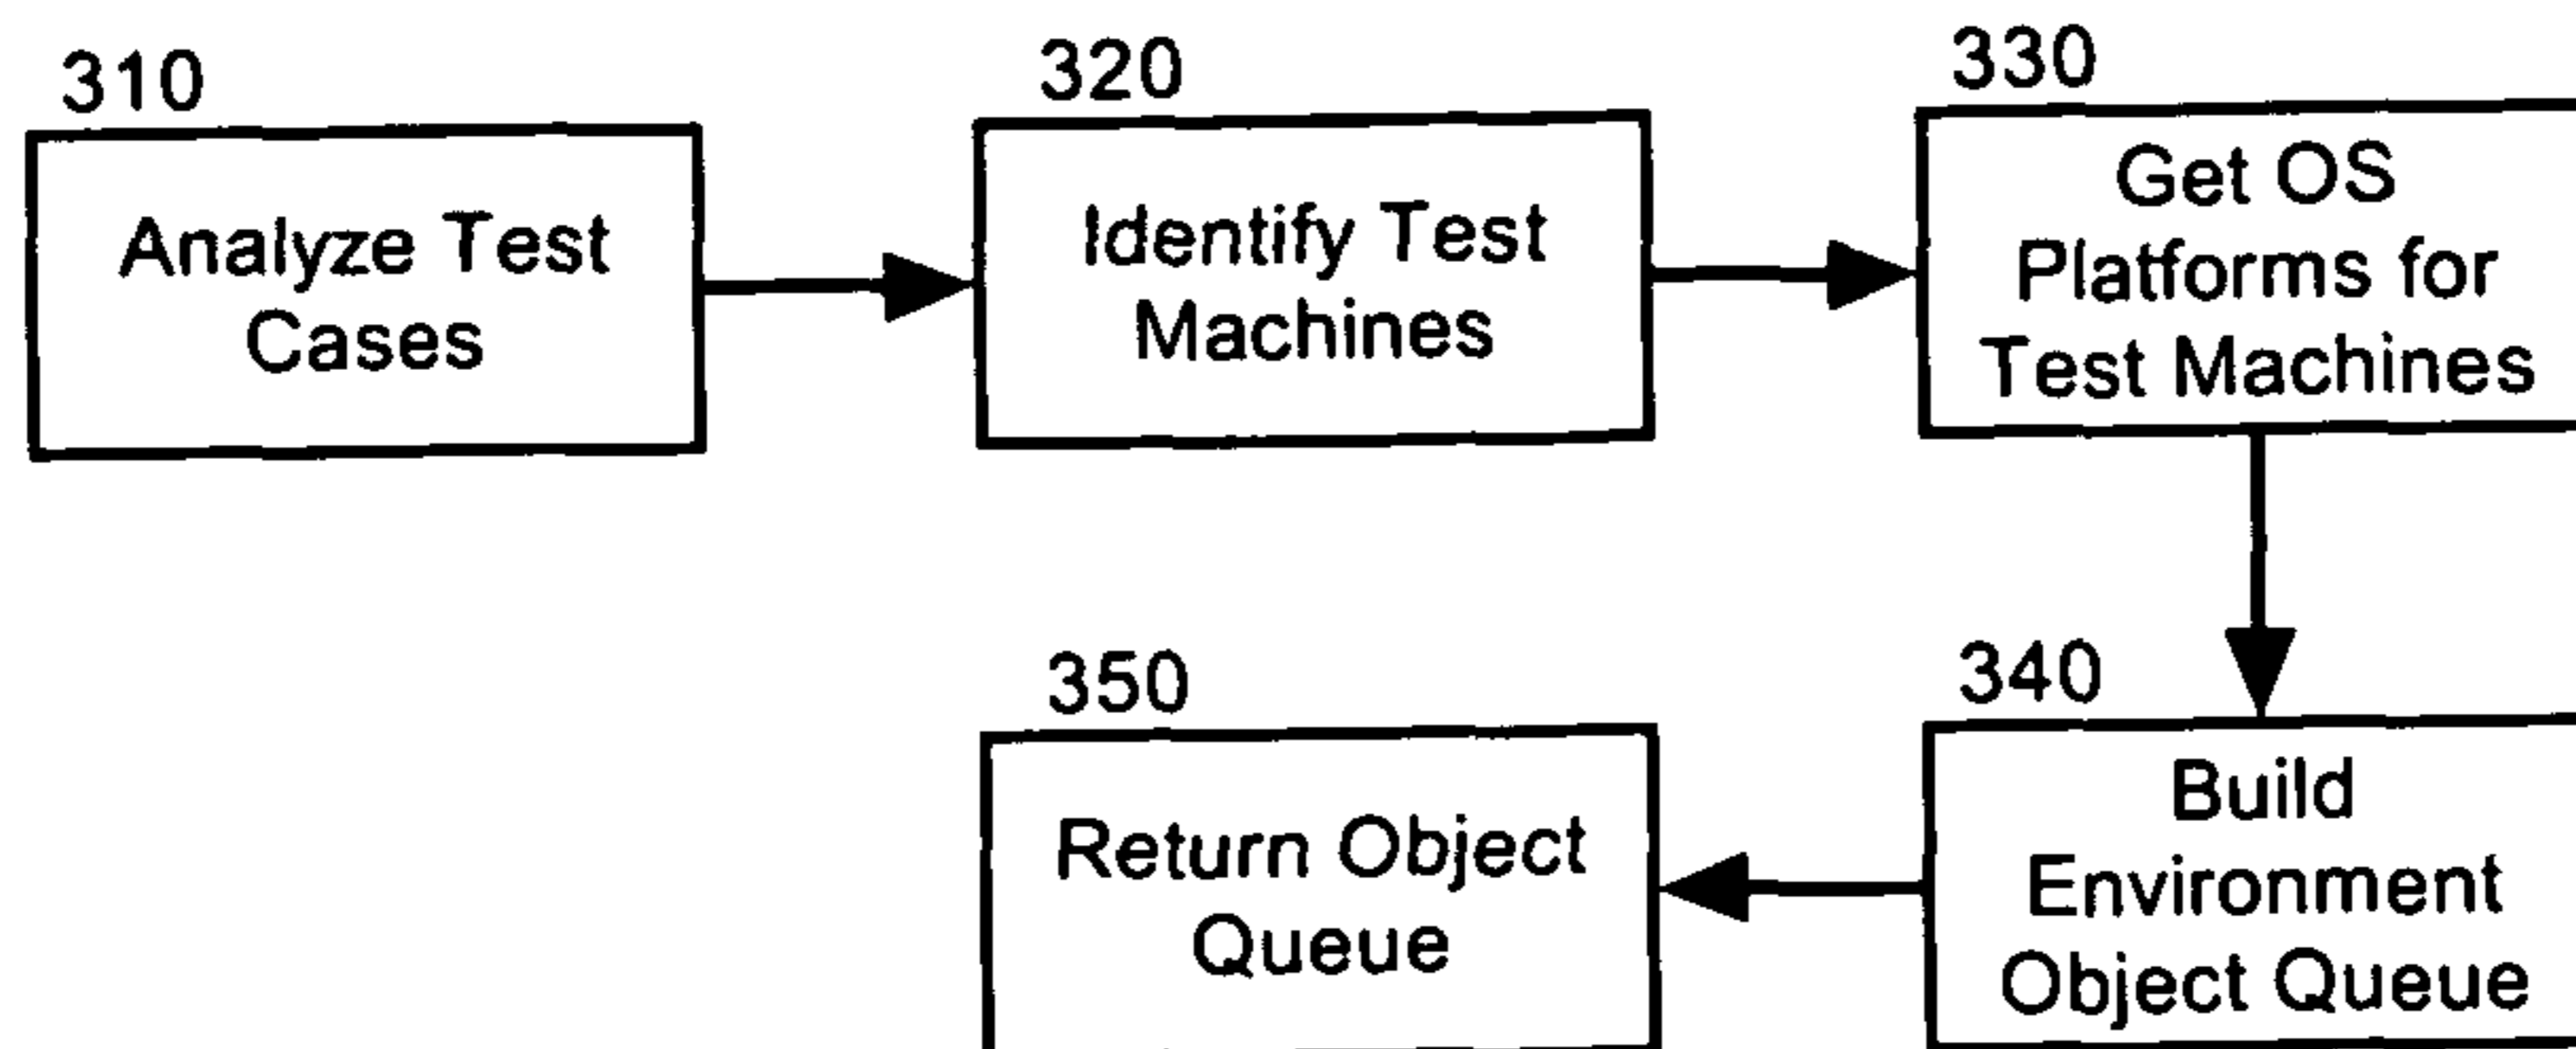 310
Analyze Test
Cases
320
Identify Test
Machines
330
Get OS
Platforms for
Test Machines
340
Build
Environment
Object Queue
350
Return Object
Queue